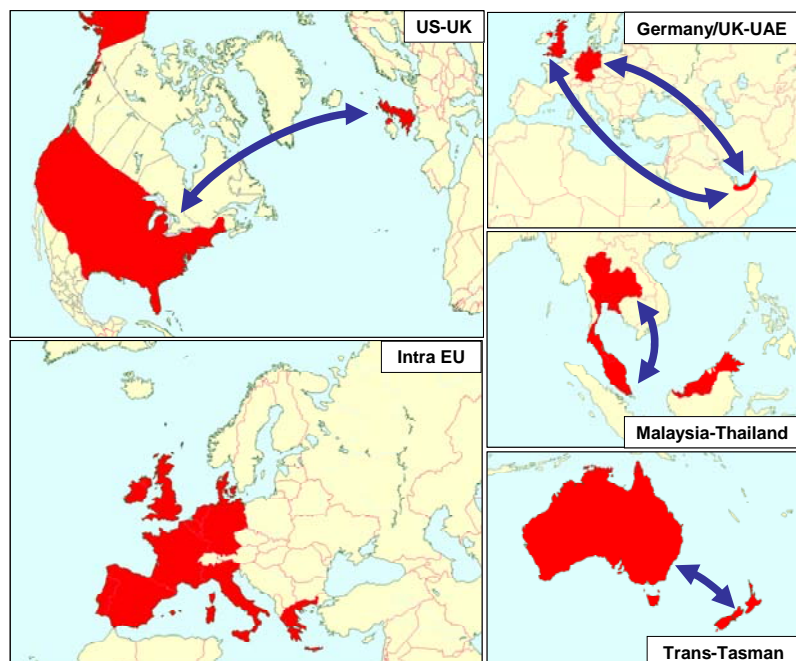 US-UK
Germany/UK-UAE
Malaysia-Thailand
Intra EU
Trans-Tasman